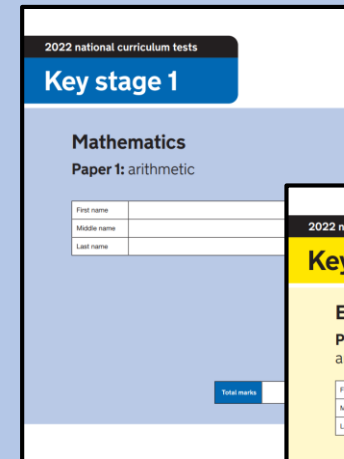 2022 national curriculum tests
Key stage 1
Mathematics
Paper 1: arithmetic
First name
Middle name
Last name
Total marks
2022